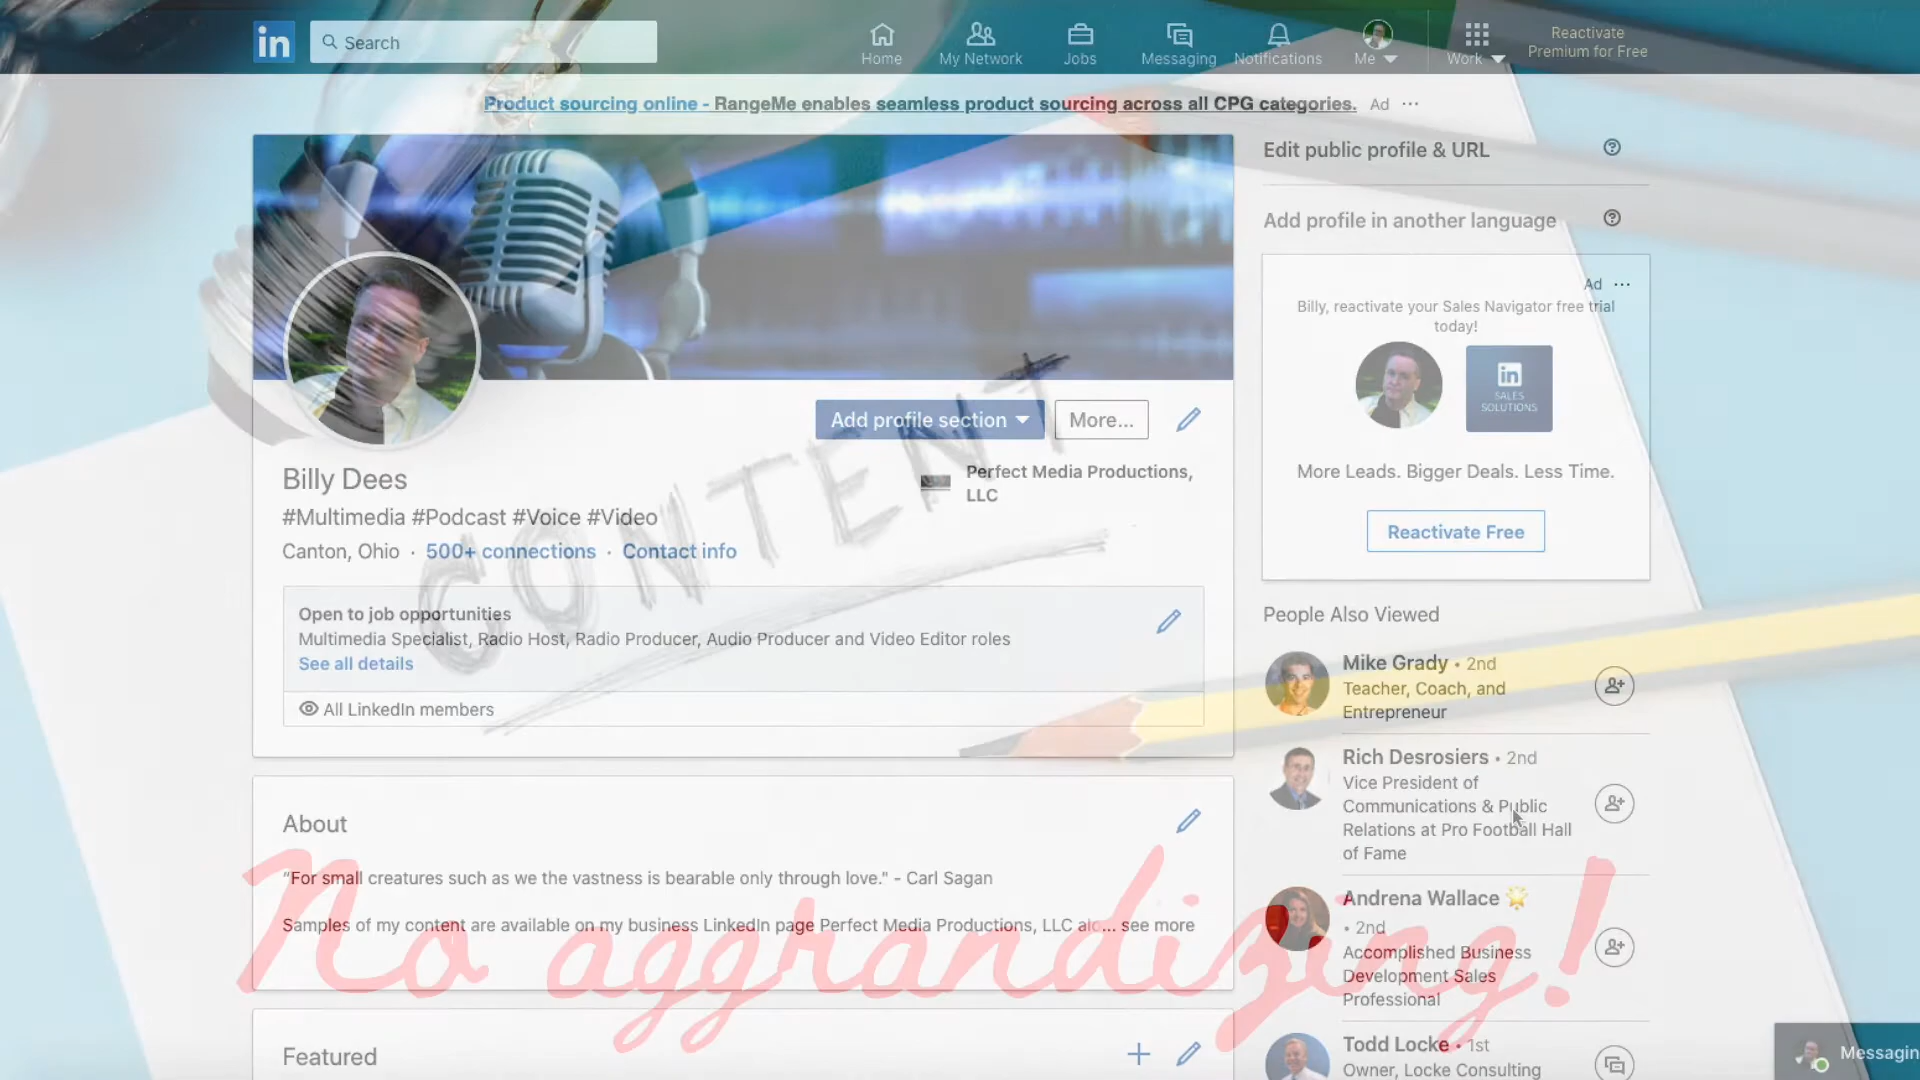 in
Search
Home
My Network
Jobs
Messaging
Notifications
Me
Work
Reactivate
Premium for Free
Product sourcing online - RangeMe enables seamless product sourcing across all CPG categories. Ad ...
Edit public profile & URL
Add profile in another language
Ad ...
Billy, reactivate your Sales Navigator free trial
today!
in
SALES
SOLUTIONS
More Leads. Bigger Deals. Less Time.
Reactivate Free
Add profile section
More...
Billy Dees
#Multimedia #Podcast #Voice #Video
Canton, Ohio · 500+ connections · Contact info
Perfect Media Productions,
LLC
CONTENT
Open to job opportunities
Multimedia Specialist, Radio Host, Radio Producer, Audio Producer and Video Editor roles
See all details
All LinkedIn members
About
“For small creatures such as we the vastness is bearable only through love." - Carl Sagan
Samples of my content are available on my business LinkedIn page Perfect Media Productions, LLC alc... see more
No aggrandizing!
Featured
People Also Viewed
Mike Grady • 2nd
Teacher, Coach, and
Entrepreneur
Rich Desrosiers • 2nd
Vice President of
Communications & Public
Relations at Pro Football Hall
of Fame
Andrena Wallace
• 2nd
Accomplished Business
Development Sales
Professional
Todd Locke • 1st
Owner, Locke Consulting
Messagin